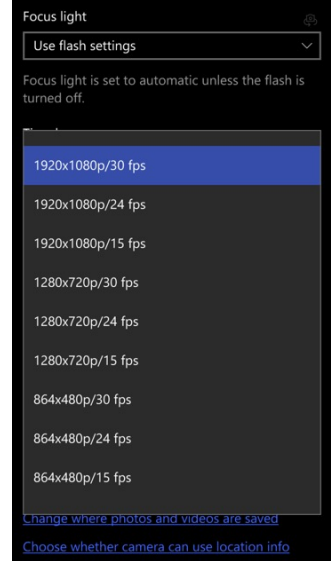 Focus light
Use flash settings
Focus light is set to automatic unless the flash is
turned off.
1920x1080p/30 fps
1920x1080p/24 fps
1920x1080p/15 fps
1280x720p/30 fps
1280x720p/24 fps
1280x720p/15 fps
864x480p/30 fps
864x480p/24 fps
864x480p/15 fps
Change where photos and videos are saved
Choose whether camera can use location info